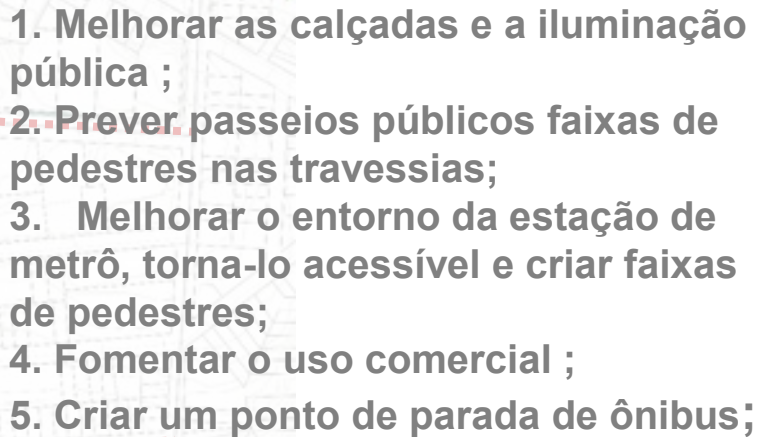 1. Melhorar as calçadas e a iluminação
pública ;
2. Prever passeios públicos faixas de
pedestres nas travessias;
3. Melhorar o entorno da estação de
metrô, torna-lo acessível e criar faixas
de pedestres;
4. Fomentar o uso comercial ;
5. Criar um ponto de parada de ônibus;